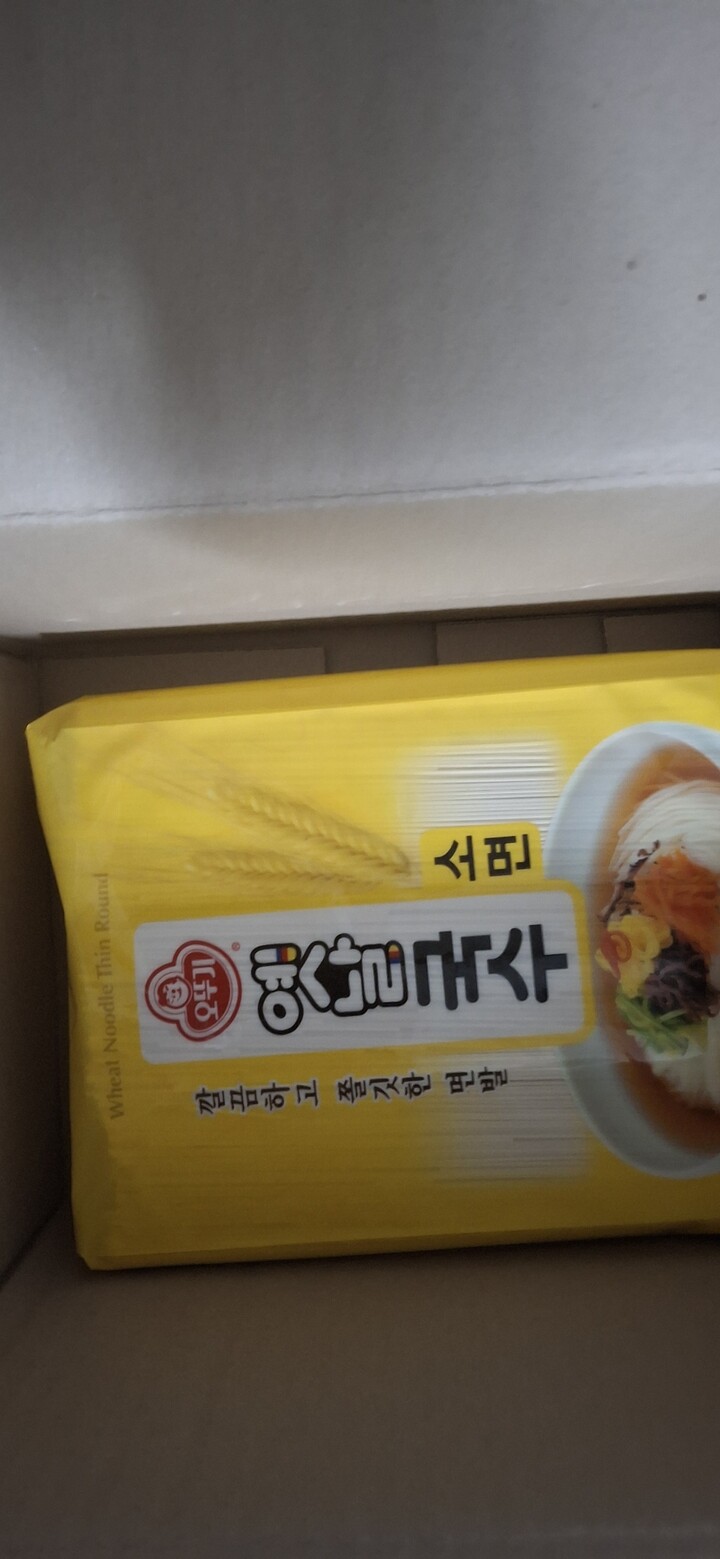 Wheat Noodle Thin Round
오뚜기
®
옛날국수
소면
깔끔하고 쫄깃한 면발